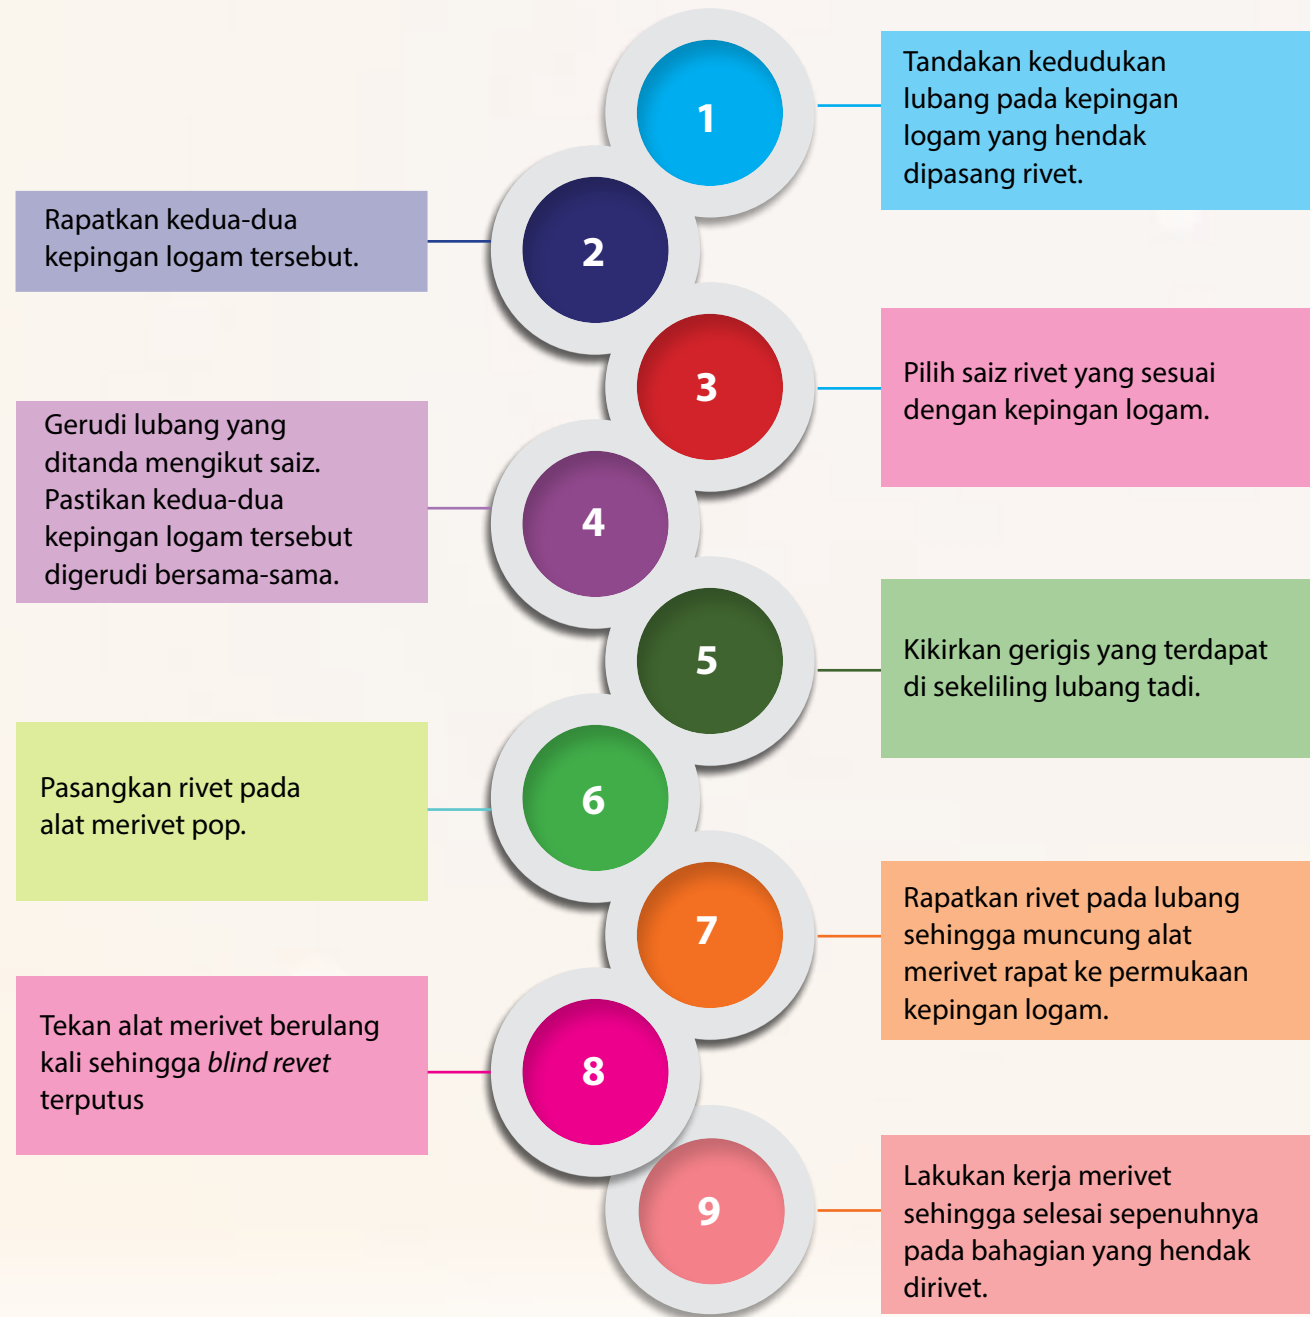 1
Tandakan kedudukan
lubang pada kepingan
logam yang hendak
dipasang rivet.
2
Rapatkan kedua-dua
kepingan logam tersebut.
3
Pilih saiz rivet yang sesuai
dengan kepingan logam.
4
Gerudi lubang yang
ditanda mengikut saiz.
Pastikan kedua-dua
kepingan logam tersebut
digerudi bersama-sama.
5
Kikirkan gerigis yang terdapat
di sekeliling lubang tadi.
6
Pasangkan rivet pada
alat merivet pop.
7
Rapatkan rivet pada lubang
sehingga muncung alat
merivet rapat ke permukaan
kepingan logam.
8
Tekan alat merivet berulang
kali sehingga blind revet
terputus
9
Lakukan kerja merivet
sehingga selesai sepenuhnya
pada bahagian yang hendak
dirivet.